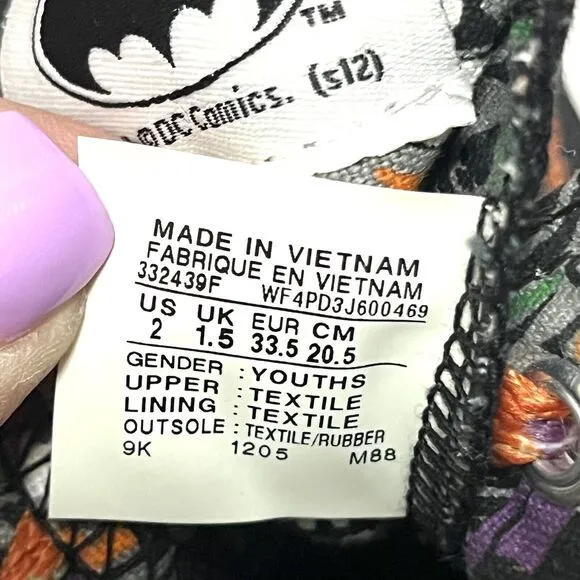 TM
©DC Comics. (s12)
MADE IN VIETNAM
FABRIQUE EN VIETNAM
332439F WF4PD3J600469
US UK EUR CM
2 1.5 33.5 20.5
GENDER : YOUTHS
UPPER : TEXTILE
LINING : TEXTILE
OUTSOLE : TEXTILE/RUBBER
9K 1205 M88